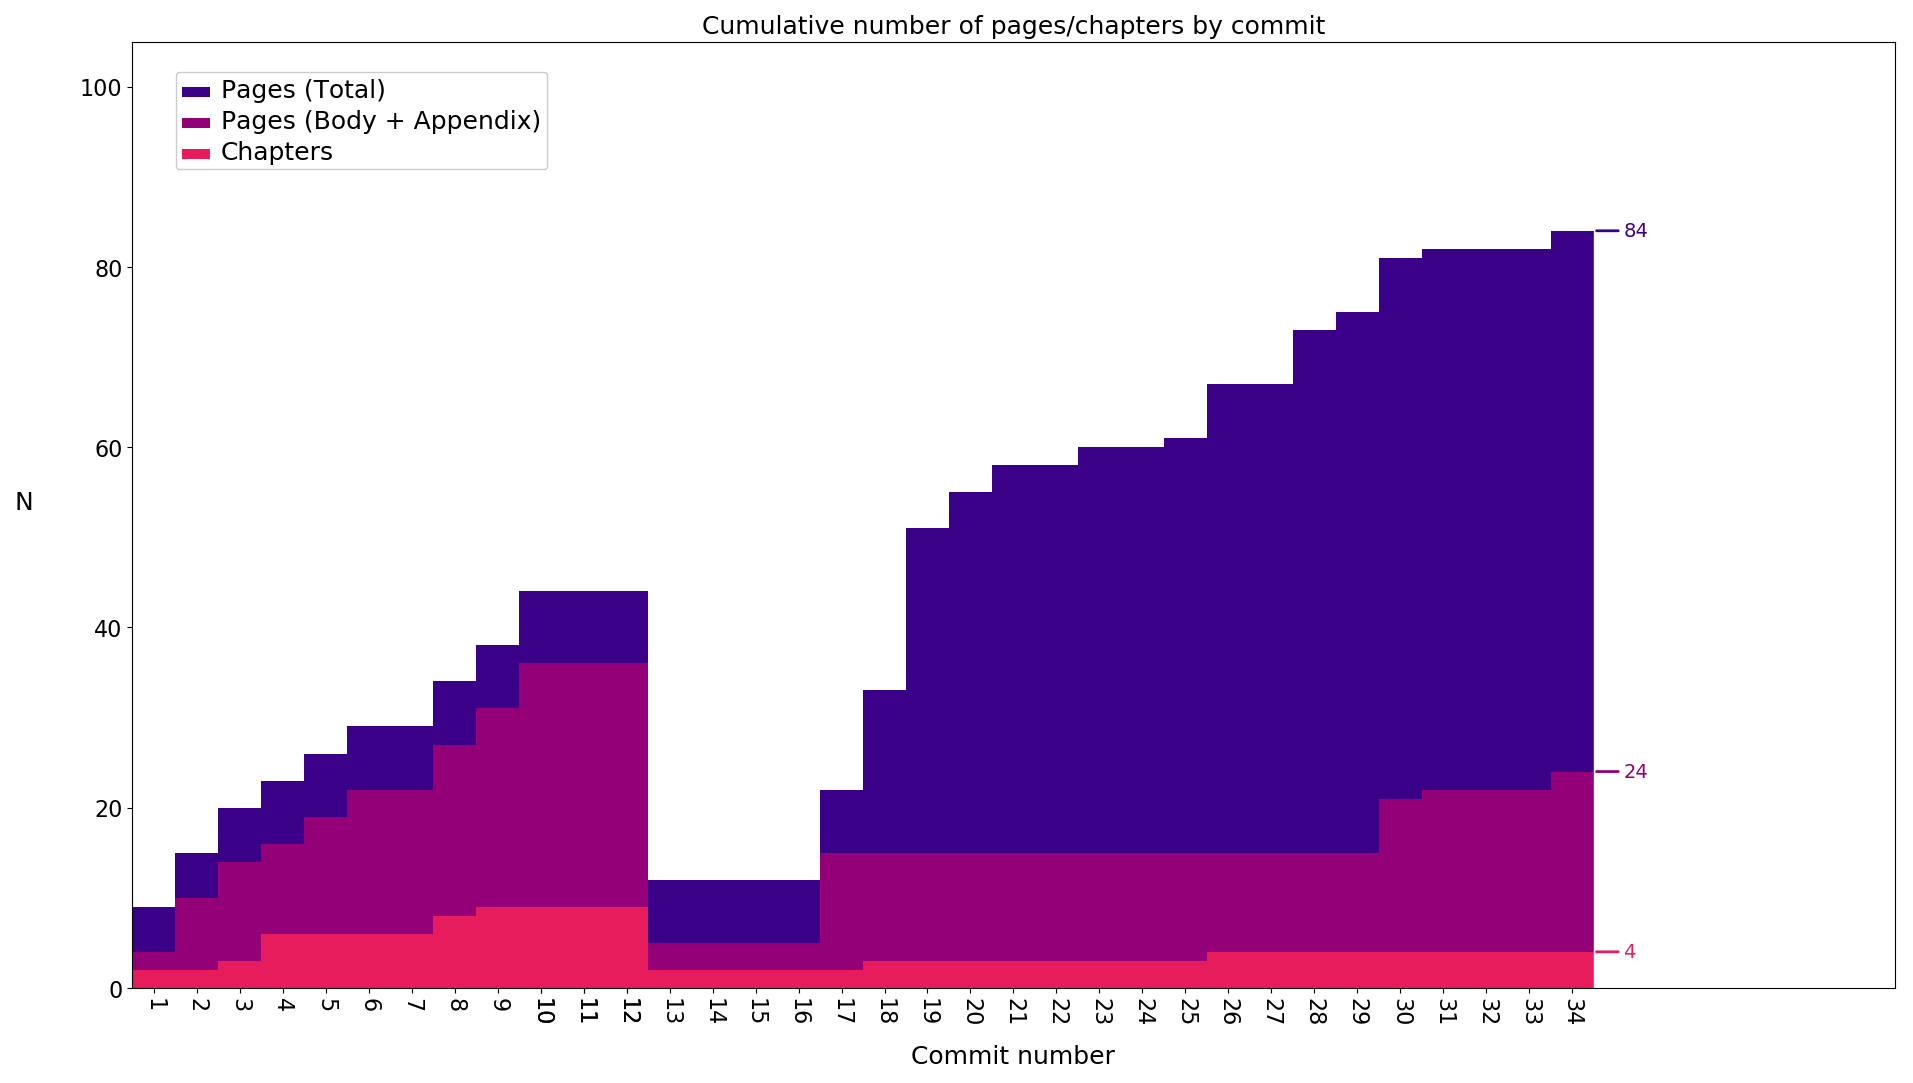 Cumulative number of pages/chapters by commit
Pages (Total)
Pages (Body + Appendix)
Chapters
100
80
60
40
20
0
N
84
24
4
1 2 3 4 5 6 7 8 9 10 11 12 13 14 15 16 17 18 19 20 21 22 23 24 25 26 27 28 29 30 31 32 33 34
Commit number